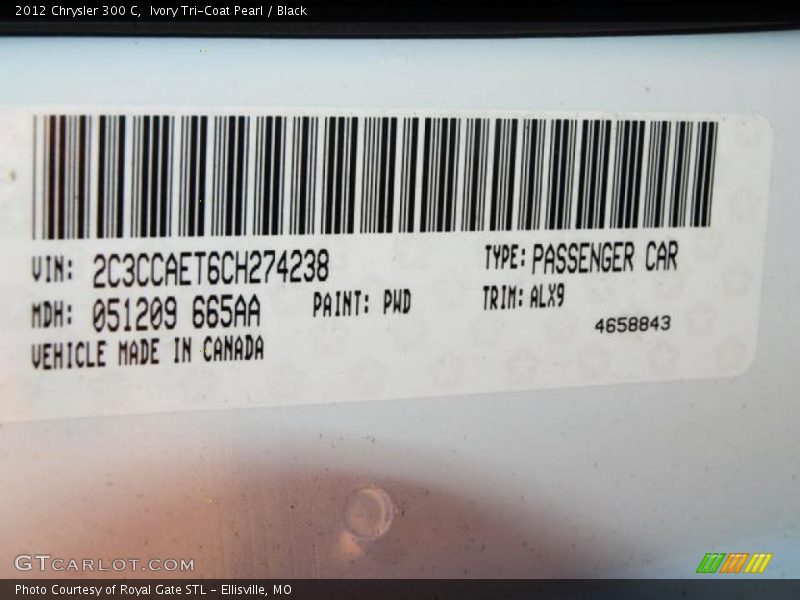 2012 Chrysler 300 C, Ivory Tri-Coat Pearl / Black
VIN: 2C3CCAET6CH274238 TYPE: PASSENGER CAR
MDH: 051209 665AA PAINT: PWD TRIM: ALX9
4658843
VEHICLE MADE IN CANADA
GTCARLOT.COM
Photo Courtesy of Royal Gate STL - Ellisville, MO